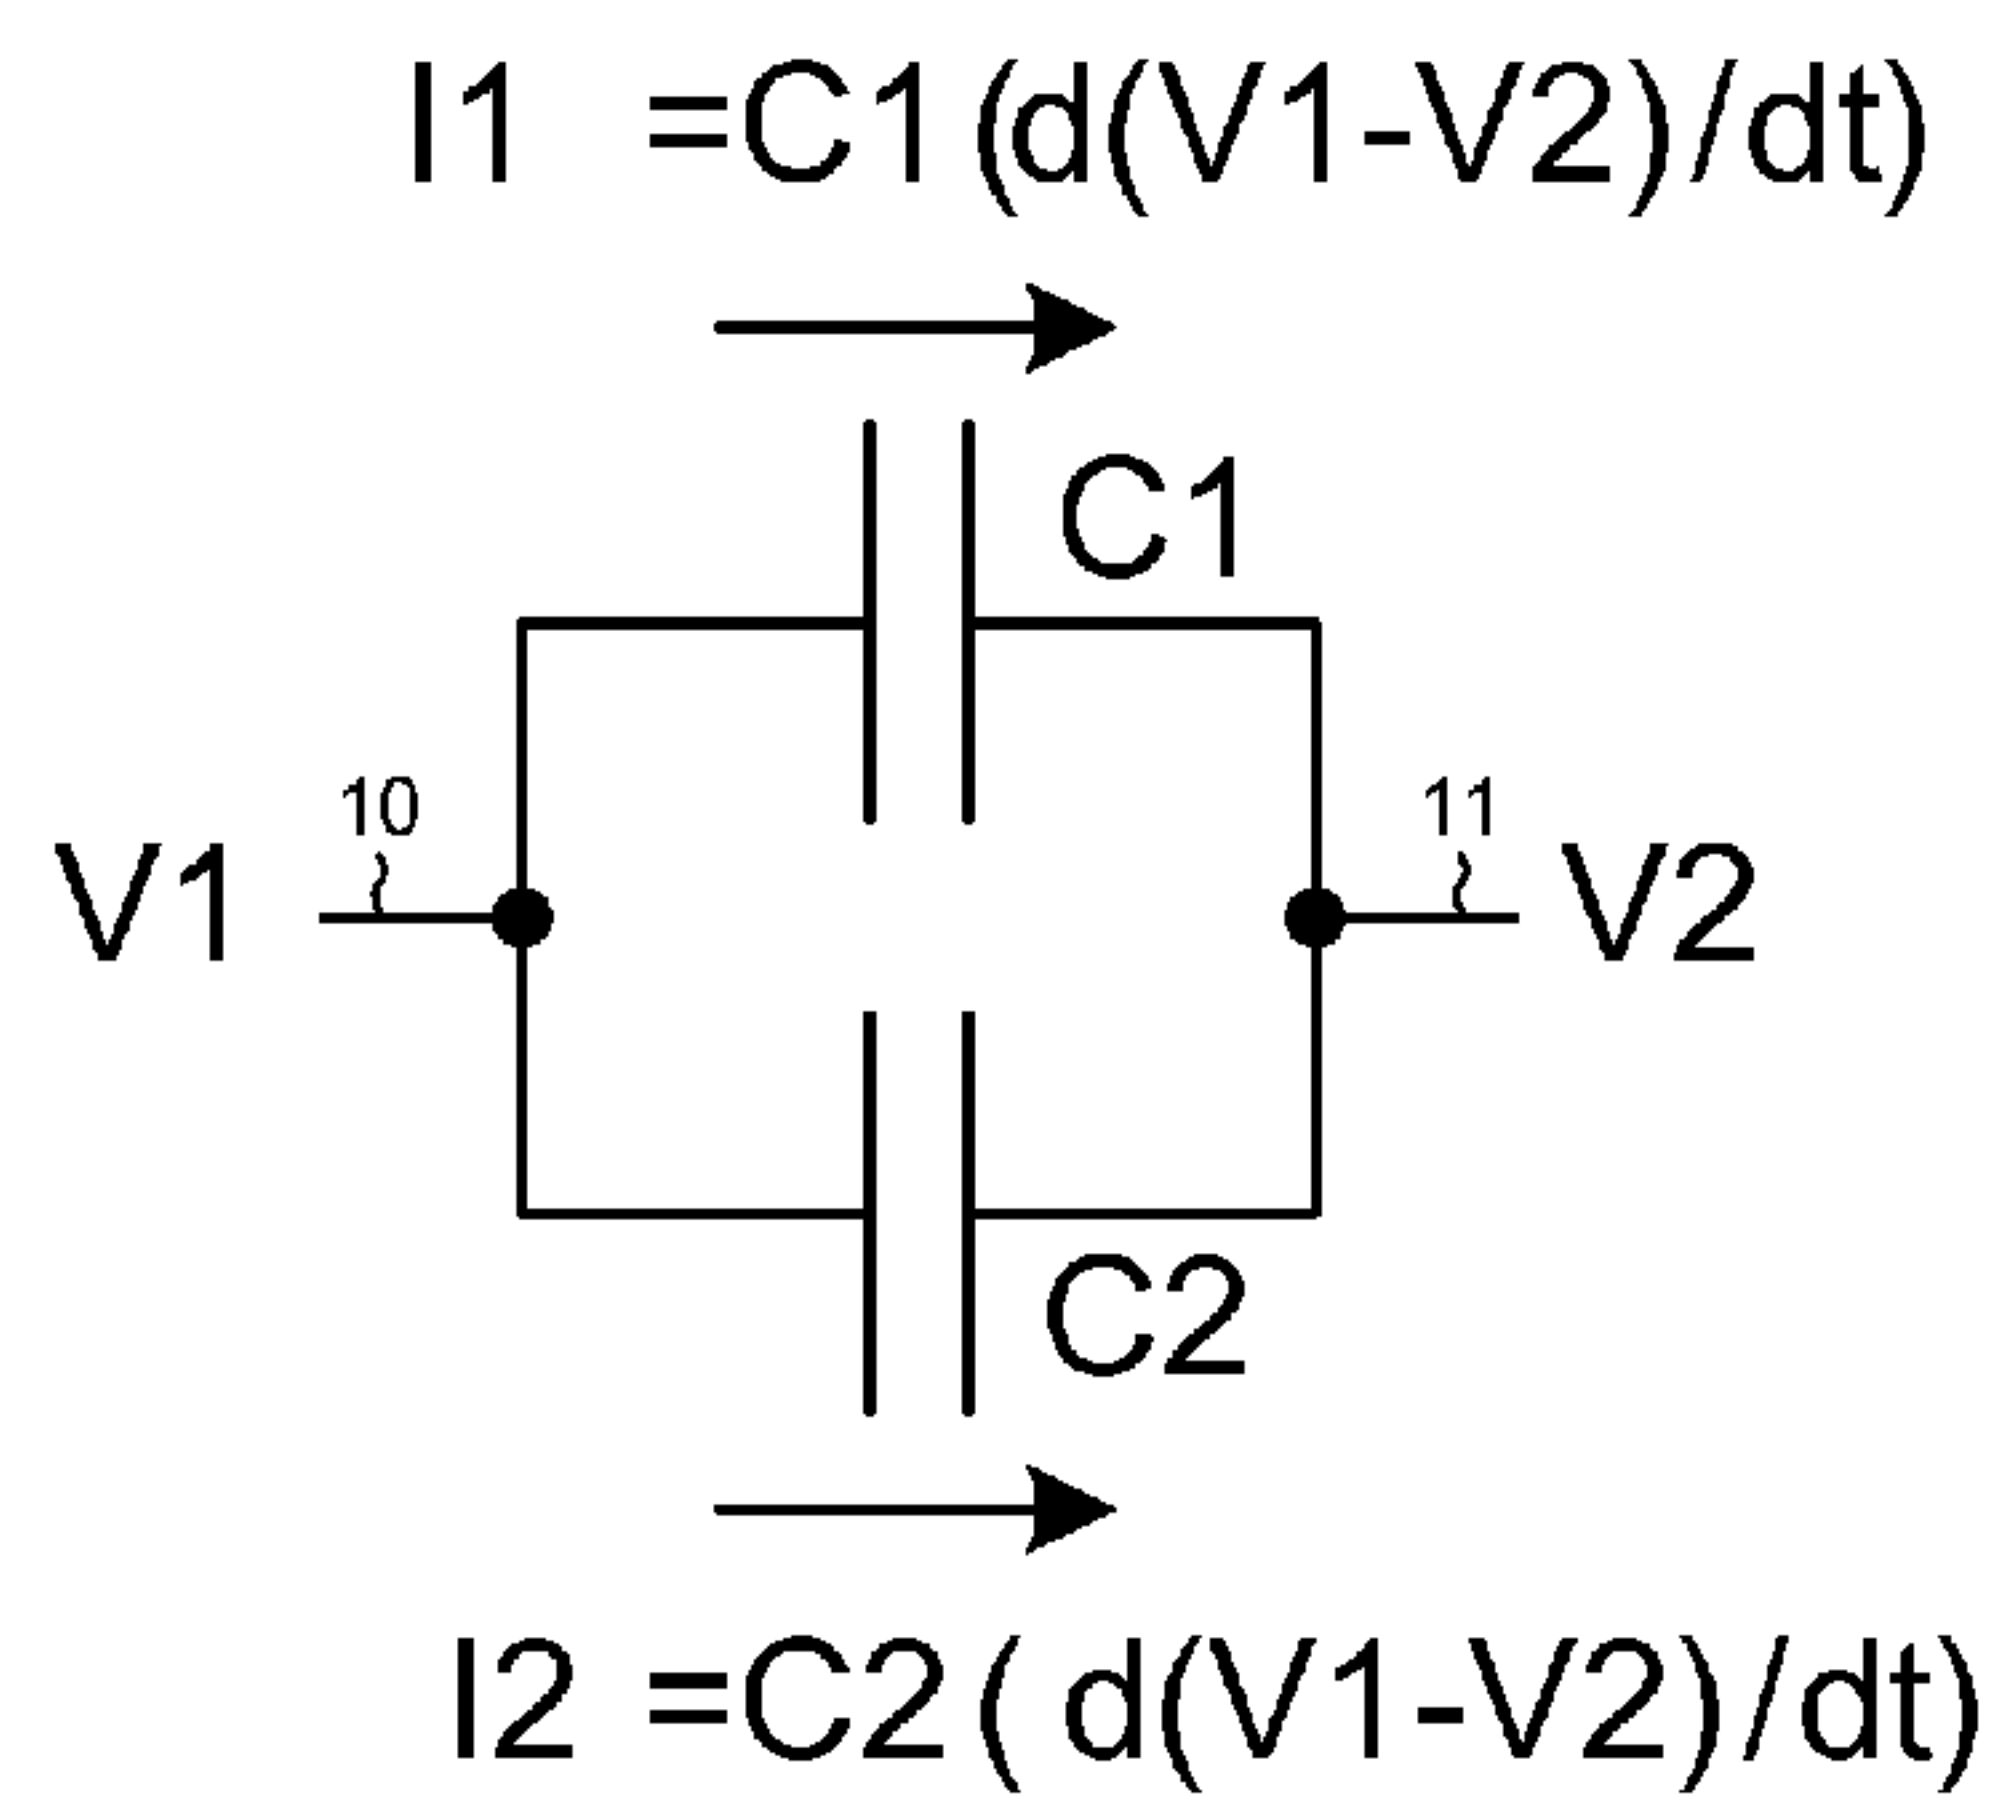 I1 =C1(d(V1-V2)/dt)
C1
10
11
V1
V2
C2
I2 =C2( d(V1-V2)/dt)